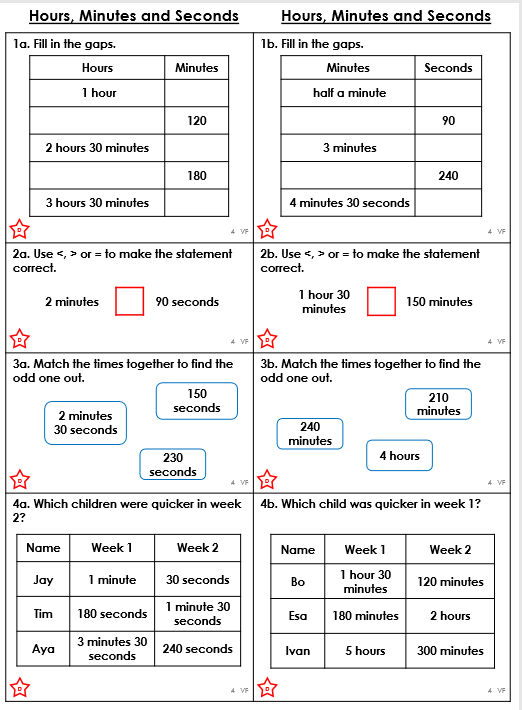 Hours, Minutes and Seconds
1a. Fill in the gaps.
Hours Minutes
1 hour
120
2 hours 30 minutes
180
3 hours 30 minutes
D
4 VF
Hours, Minutes and Seconds
1b. Fill in the gaps.
Minutes Seconds
half a minute
90
3 minutes
240
4 minutes 30 seconds
D
4 VF
2a. Use <, > or = to make the statement
correct.
2 minutes 90 seconds
D
4 VF
2b. Use <, > or = to make the statement
correct.
1 hour 30
minutes
150 minutes
D
4 VF
3a. Match the times together to find the
odd one out.
150
seconds
2 minutes
30 seconds
230
seconds
D
4 VF
3b. Match the times together to find the
odd one out.
210
minutes
240
minutes
4 hours
D
4 VF
4a. Which children were quicker in week
2?
Name Week 1 Week 2
Jay 1 minute 30 seconds
Tim 180 seconds 1 minute 30
seconds
Aya 3 minutes 30
seconds 240 seconds
D
4 VF
4b. Which child was quicker in week 1?
Name Week 1 Week 2
Bo 1 hour 30
minutes 120 minutes
Esa 180 minutes 2 hours
Ivan 5 hours 300 minutes
D
4 VF